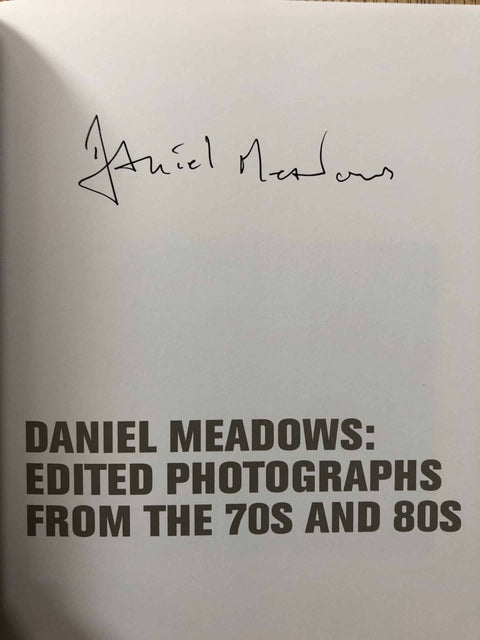 Daniel Meadows
DANIEL MEADOWS:
EDITED PHOTOGRAPHS
FROM THE 70S AND 80S